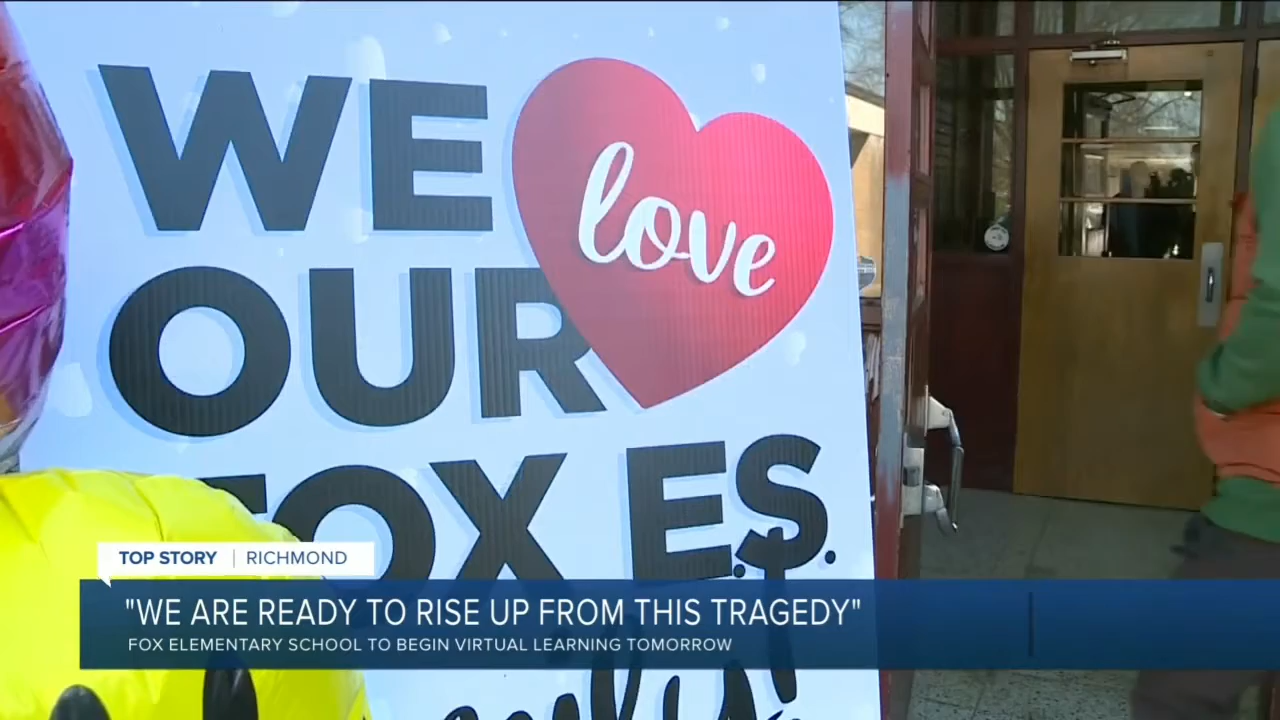 WE love
OUR
FOX E.S.
TOP STORY | RICHMOND
"WE ARE READY TO RISE UP FROM THIS TRAGEDY"
FOX ELEMENTARY SCHOOL TO BEGIN VIRTUAL LEARNING TOMORROW